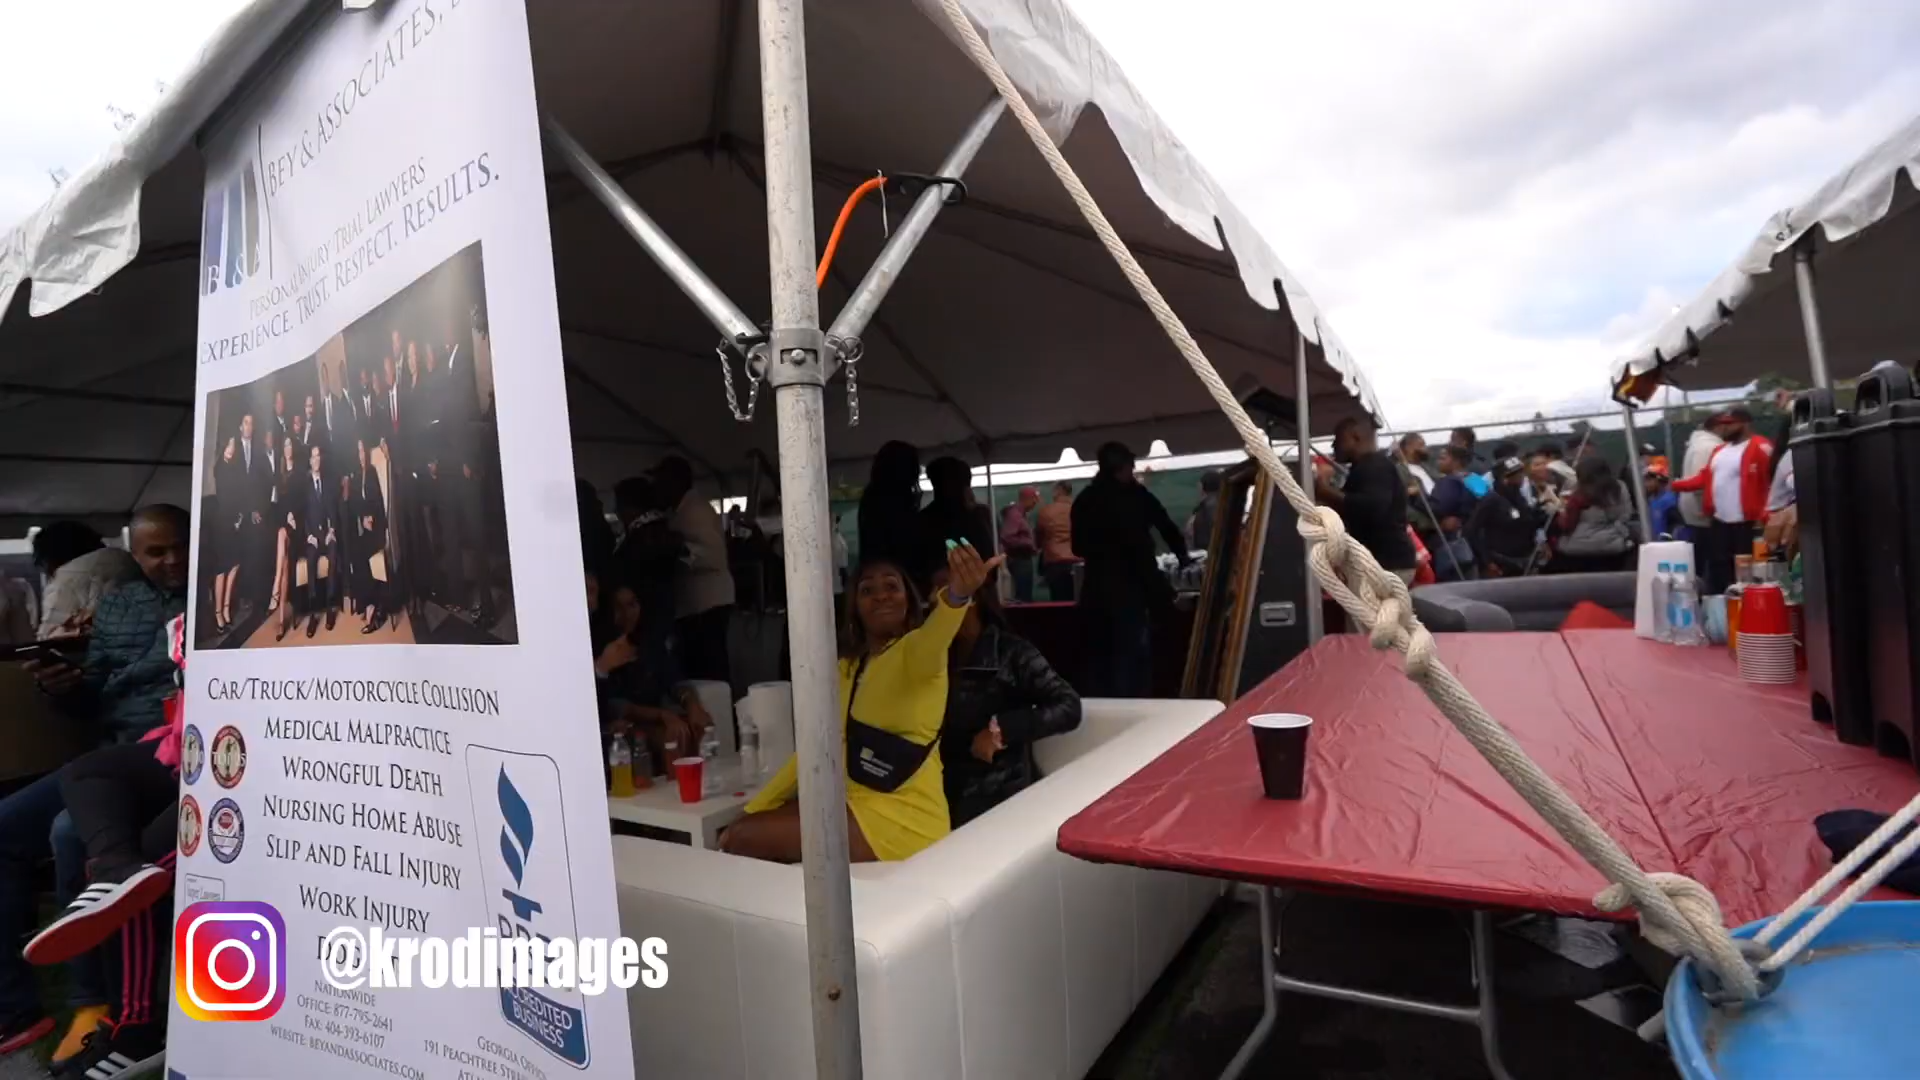 BEY & ASSOCIATES,
B & A
PERSONAL INJURY TRIAL LAWYERS
EXPERIENCE. TRUST. RESPECT. RESULTS.
CAR/TRUCK/MOTORCYCLE COLLISION
MEDICAL MALPRACTICE
WRONGFUL DEATH
NURSING HOME ABUSE
SLIP AND FALL INJURY
WORK INJURY
DOG
@krodimages
NATIONWIDE
OFFICE: 877-795-2641
FAX: 404-393-6107
WEBSITE: BEYANDASSOCIATES.COM
ACCREDITED
BUSINESS
GEORGIA
191 PEACHTREE